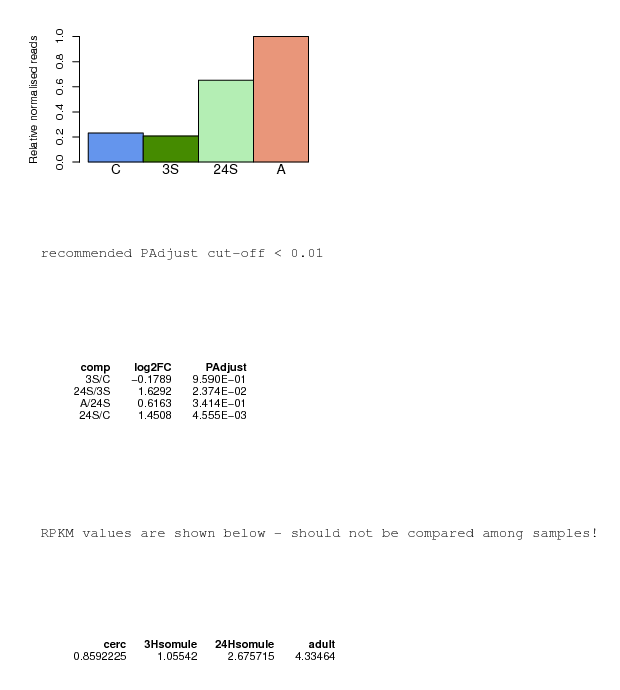 Relative normalised reads
1.0
0.8
0.6
0.4
0.2
0.0
C 3S 24S A
recommended PAdjust cut-off < 0.01
comp log2FC PAdjust
3S/C −0.1789 9.590E−01
24S/3S 1.6292 2.374E−02
A/24S 0.6163 3.414E−01
24S/C 1.4508 4.555E−03
RPKM values are shown below - should not be compared among samples!
cerc 3Hsomule 24Hsomule adult
0.8592225 1.05542 2.675715 4.33464